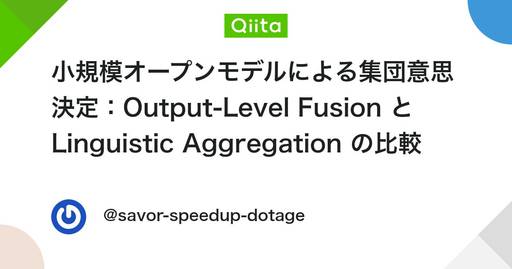 Qiita
小規模オープンモデルによる集団意思
決定：Output-Level Fusion と
Linguistic Aggregation の比較
@savor-speedup-dotage